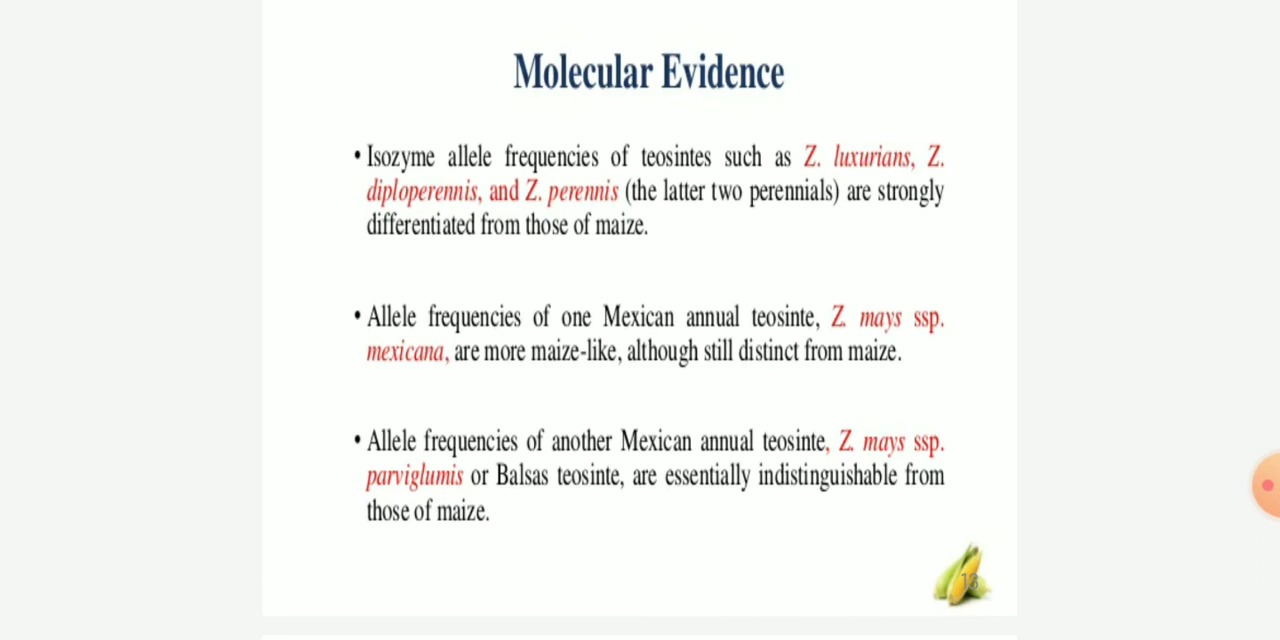 Molecular Evidence
• Isozyme allele frequencies of teosintes such as Z. luxurians, Z.
diploperennis, and Z. perennis (the latter two perennials) are strongly
differentiated from those of maize.
• Allele frequencies of one Mexican annual teosinte, Z. mays ssp.
mexicana, are more maize-like, although still distinct from maize.
• Allele frequencies of another Mexican annual teosinte, Z. mays ssp.
parviglumis or Balsas teosinte, are essentially indistinguishable from
those of maize.
13